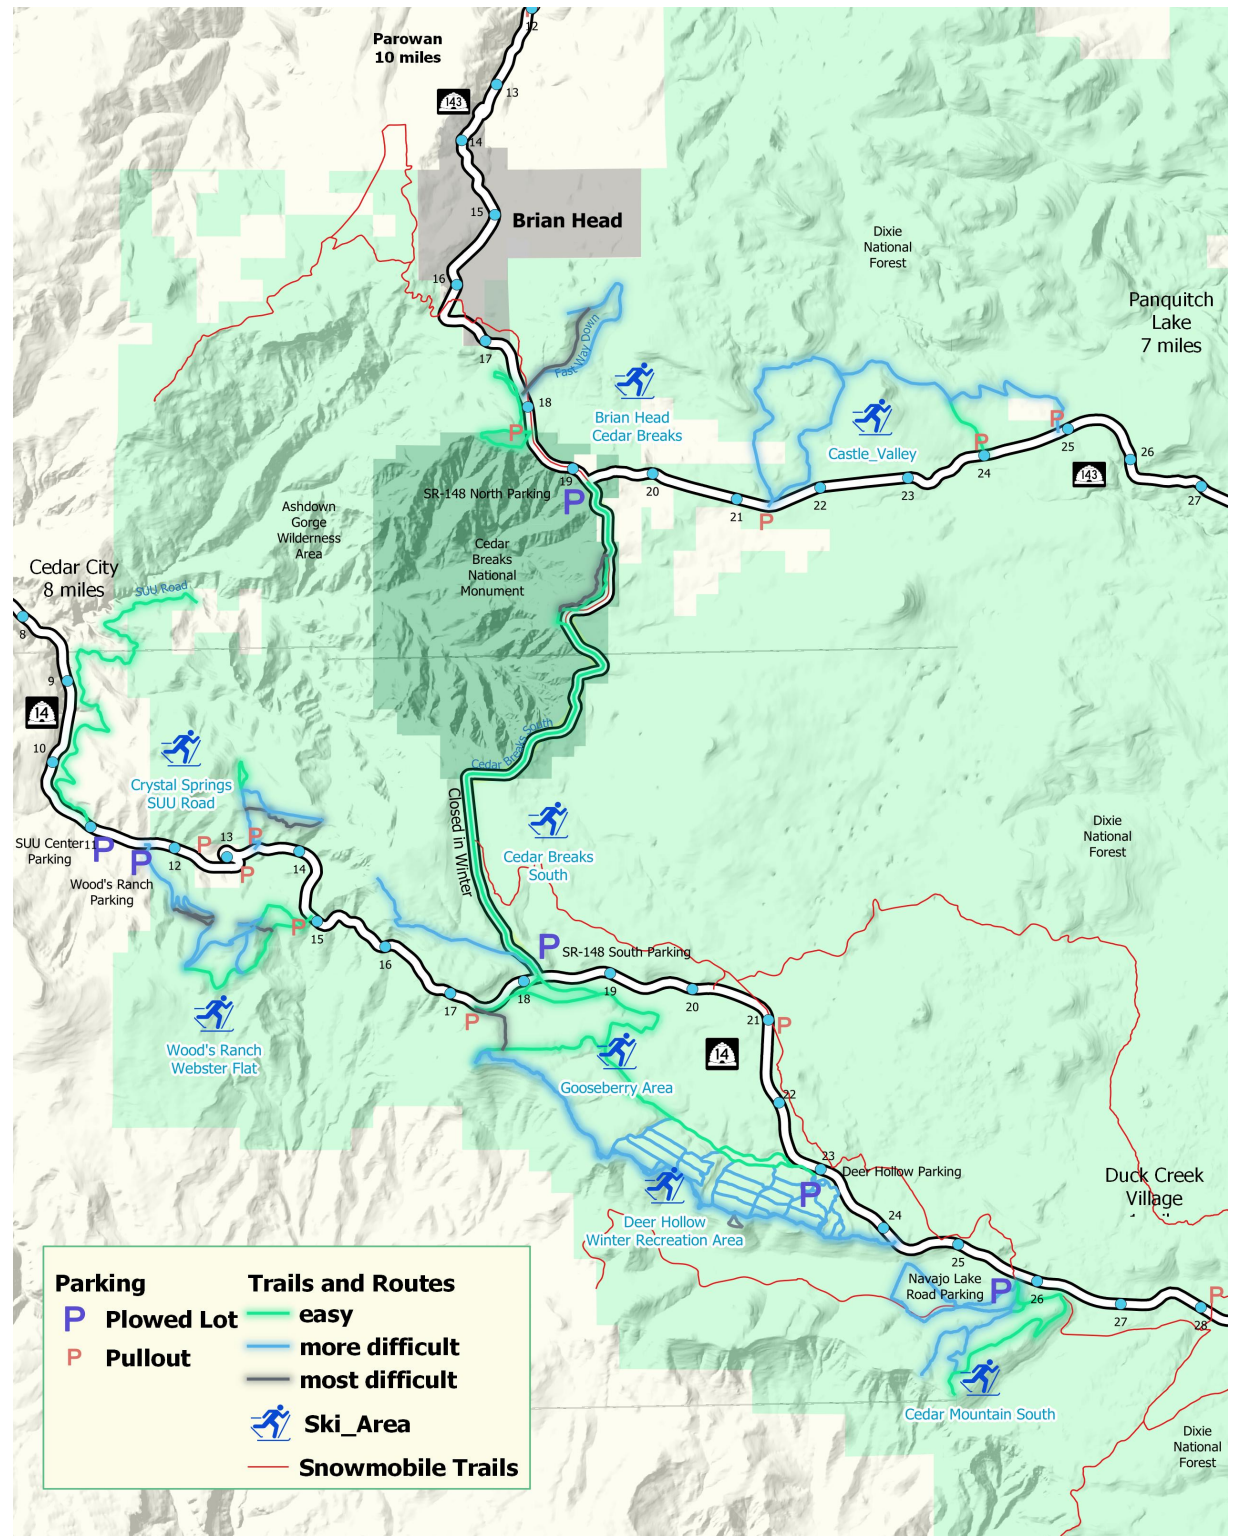 12
Parowan
10 miles
13
143
14
15
Brian Head
Dixie
National
Forest
16
Panquitch
Lake
7 miles
17
Fast Way Down
18
Brian Head
Cedar Breaks
Castle_Valley
P
P
P
24
25
26
143
27
19
20
21
22
23
P
SR-148 North Parking
P
Ashdown
Gorge
Wilderness
Area
Cedar
Breaks
National
Monument
Cedar City
8 miles
SUU Road
8
9
14
10
Cedar Breaks South
Closed in Winter
Crystal Springs
SUU Road
Dixie
National
Forest
SUU Center
Parking
11
P
P
12
P
13
P
P
14
Cedar Breaks
South
Wood's Ranch
Parking
P
15
16
P
SR-148 South Parking
17
P
18
19
20
21
P
14
Wood's Ranch
Webster Flat
Gooseberry Area
22
23
Deer Hollow Parking
P
Duck Creek
Village
Deer Hollow
Winter Recreation Area
24
25
Navajo Lake
Road Parking
P
26
27
P
28
Cedar Mountain South
Dixie
National
Forest
Parking
P Plowed Lot
P Pullout
Trails and Routes
easy
more difficult
most difficult
Ski_Area
Snowmobile Trails